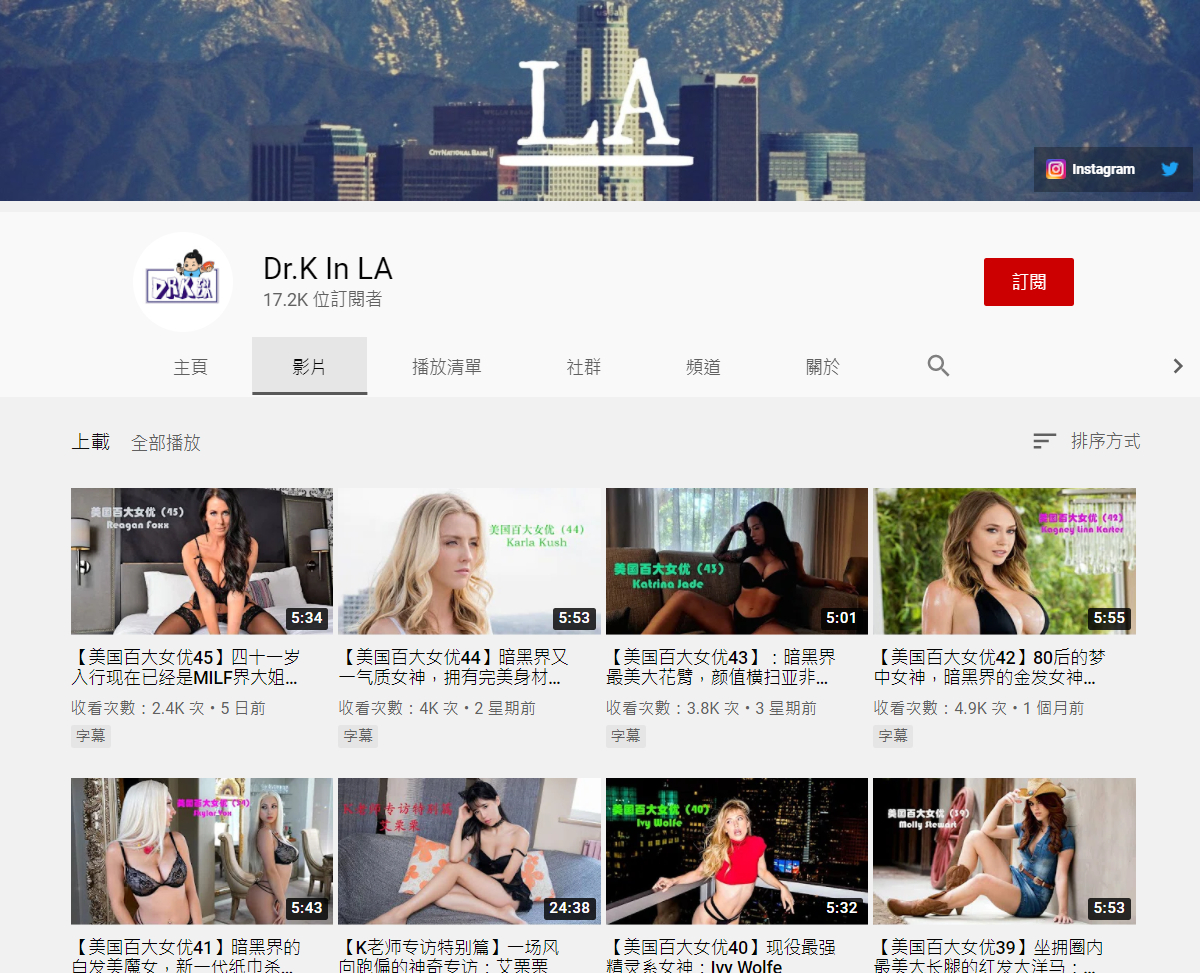 LA
CITY NATIONAL BANK
Instagram
DRK
Dr.K In LA
17.2K 位訂閱者
訂閱
主頁
影片
播放清單
社群
頻道
關於
上載
全部播放
排序方式
美国百大女优（45）
Reagan Foxx
5:34
美国百大女优（44）
Karla Kush
5:53
美国百大女优（43）
Katrina Jade
5:01
美国百大女优（42）
Kagney Linn Karter
5:55
【美国百大女优45】四十一岁
入行现在已经是MILF界大姐...
收看次數：2.4K 次 • 5 日前
字幕
【美国百大女优44】暗黑界又
一气质女神，拥有完美身材...
收看次數：4K 次 • 2 星期前
字幕
【美国百大女优43】：暗黑界
最美大花臂，颜值横扫亚非...
收看次數：3.8K 次 • 3 星期前
字幕
【美国百大女优42】80后的梦
中女神，暗黑界的金发女神...
收看次數：4.9K 次 • 1 個月前
字幕
美国百大女优（41）
Skylar Vox
5:43
K老师专访特别篇
艾栗栗
24:38
美国百大女优（40）
Ivy Wolfe
5:32
美国百大女优（39）
Molly Stewart
5:53
【美国百大女优41】暗黑界的
白发美魔女，新一代纸巾杀...
【K老师专访特别篇】一场风
向跑偏的神奇专访：艾栗栗
【美国百大女优40】现役最强
精灵系女神：Ivy Wolfe
【美国百大女优39】坐拥圈内
最美大长腿的红发大洋马：...